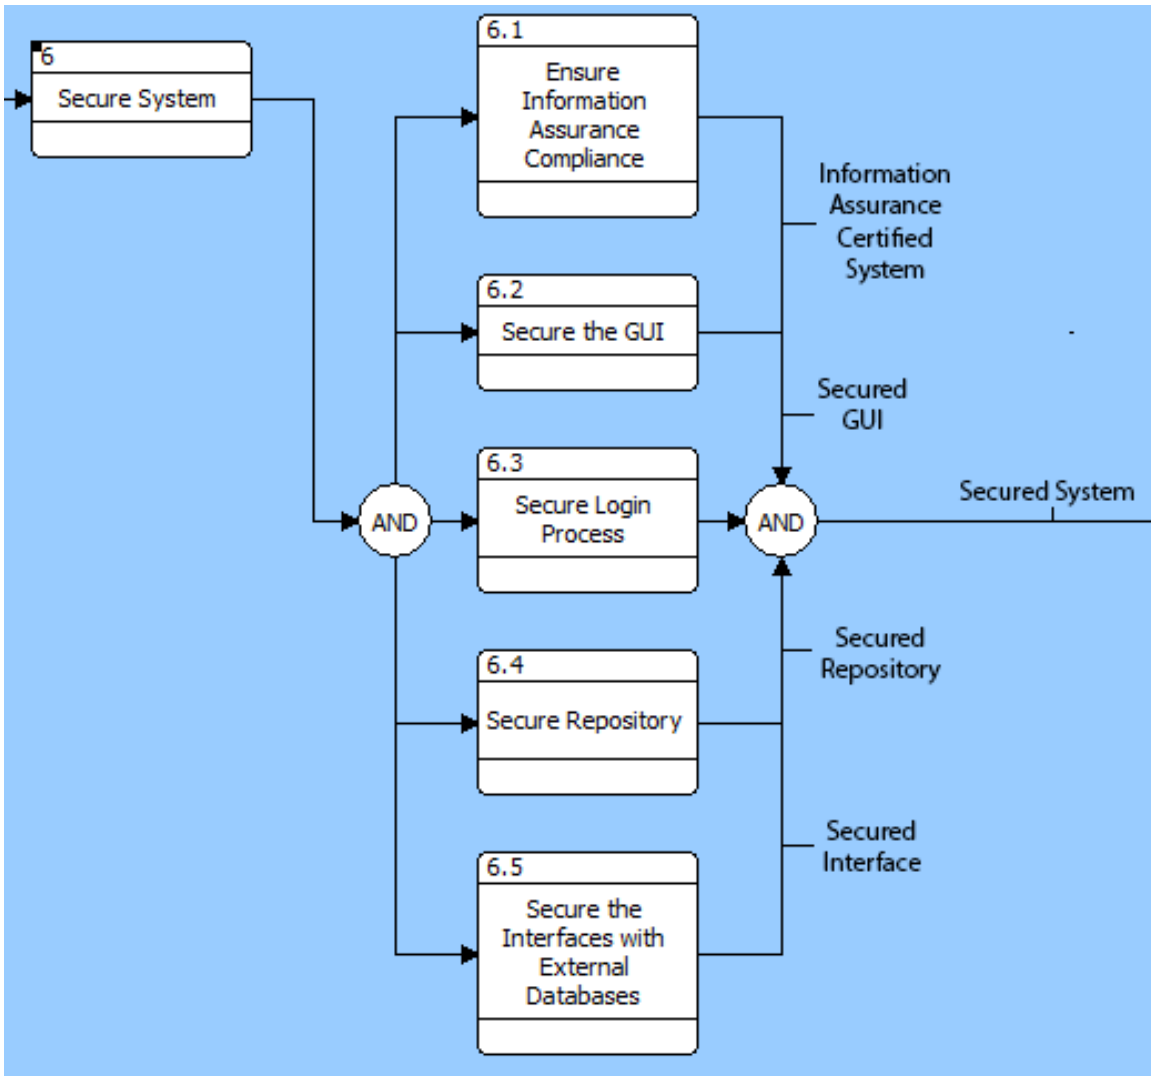 6
Secure System
6.1
Ensure
Information
Assurance
Compliance
Information
Assurance
Certified
System
6.2
Secure the GUI
Secured
GUI
6.3
Secure Login
Process
AND
AND
Secured System
6.4
Secure Repository
Secured
Repository
6.5
Secure the
Interfaces with
External
Databases
Secured
Interface